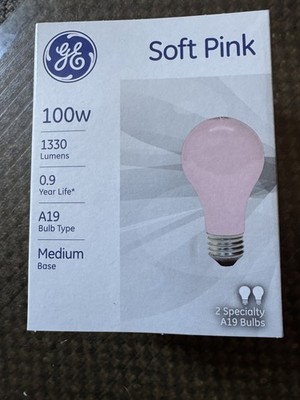 GE
Soft Pink
100w
1330
Lumens
0.9
Year Life*
A19
Bulb Type
Medium
Base
2 Specialty
A19 Bulbs